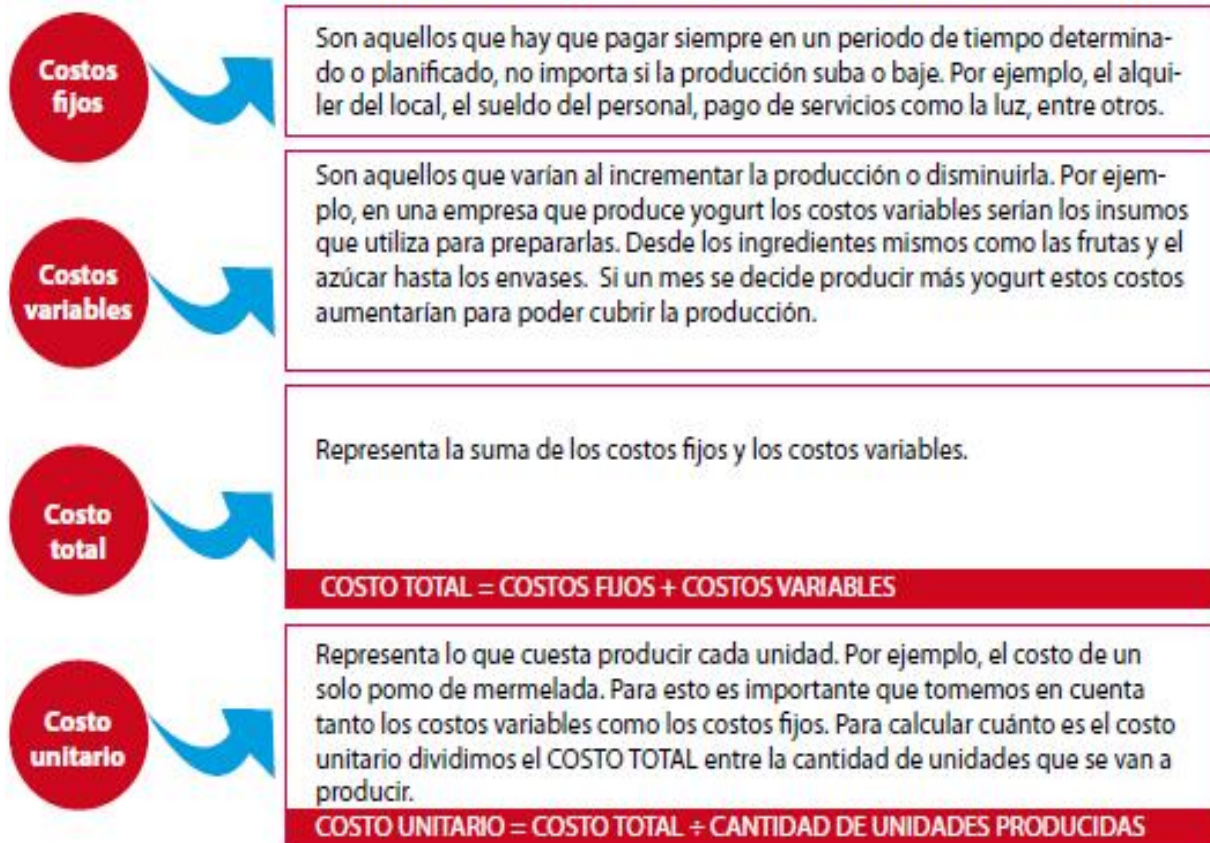 Costos
fijos
Son aquellos que hay que pagar siempre en un periodo de tiempo determina-
do o planificado, no importa si la producción suba o baje. Por ejemplo, el alqui-
ler del local, el sueldo del personal, pago de servicios como la luz, entre otros.
Costos
variables
Son aquellos que varían al incrementar la producción o disminuirla. Por ejem-
plo, en una empresa que produce yogurt los costos variables serían los insumos
que utiliza para prepararlas. Desde los ingredientes mismos como las frutas y el
azúcar hasta los envases. Si un mes se decide producir más yogurt estos costos
aumentarían para poder cubrir la producción.
Costo
total
Representa la suma de los costos fijos y los costos variables.
COSTO TOTAL = COSTOS FIJOS + COSTOS VARIABLES
Costo
unitario
Representa lo que cuesta producir cada unidad. Por ejemplo, el costo de un
solo pomo de mermelada. Para esto es importante que tomemos en cuenta
tanto los costos variables como los costos fijos. Para calcular cuánto es el costo
unitario dividimos el COSTO TOTAL entre la cantidad de unidades que se van a
producir.
COSTO UNITARIO = COSTO TOTAL ÷ CANTIDAD DE UNIDADES PRODUCIDAS